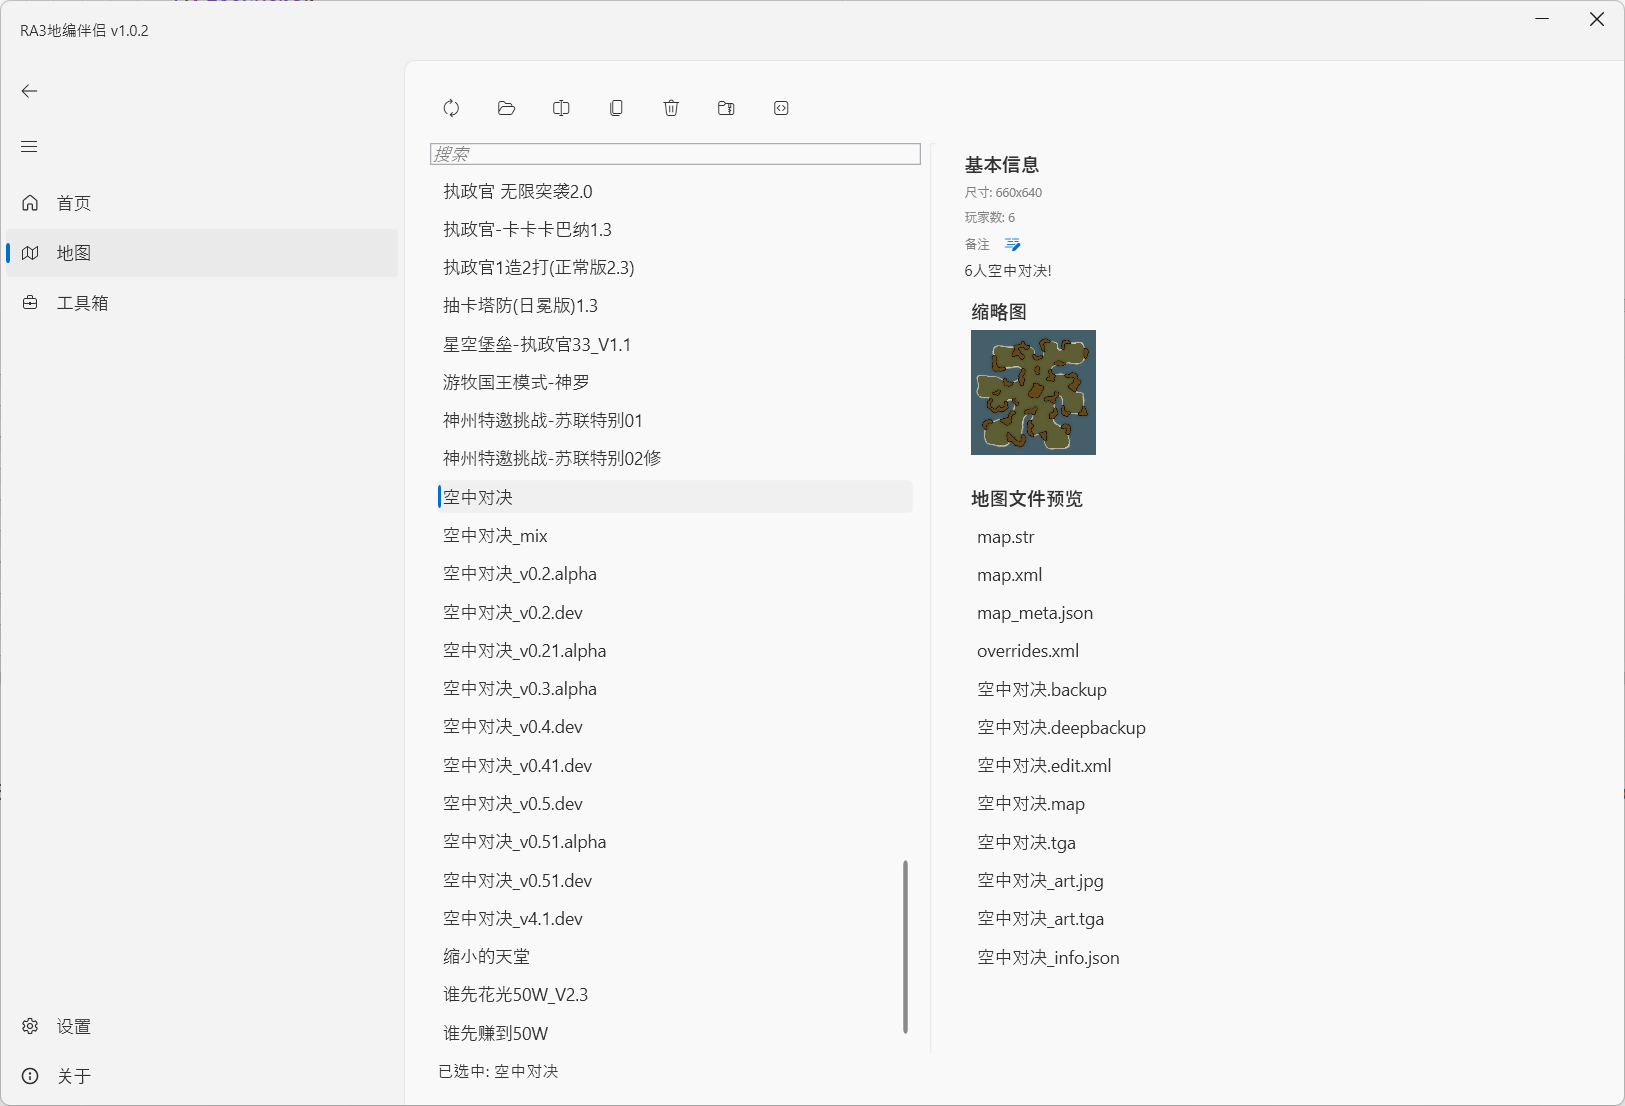 RA3地编伴侣 v1.0.2
首页
地图
工具箱
设置
关于
搜索
执政官 无限突袭2.0
执政官-卡卡卡巴纳1.3
执政官1造2打(正常版2.3)
抽卡塔防(日冕版)1.3
星空堡垒-执政官33_V1.1
游牧国王模式-神罗
神州特邀挑战-苏联特别01
神州特邀挑战-苏联特别02修
空中对决
空中对决_mix
空中对决_v0.2.alpha
空中对决_v0.2.dev
空中对决_v0.21.alpha
空中对决_v0.3.alpha
空中对决_v0.4.dev
空中对决_v0.41.dev
空中对决_v0.5.dev
空中对决_v0.51.alpha
空中对决_v0.51.dev
空中对决_v4.1.dev
缩小的天堂
谁先花光50W_V2.3
谁先赚到50W
已选中: 空中对决
基本信息
尺寸: 660x640
玩家数: 6
备注
6人空中对决!
缩略图
地图文件预览
map.str
map.xml
map_meta.json
overrides.xml
空中对决.backup
空中对决.deepbackup
空中对决.edit.xml
空中对决.map
空中对决.tga
空中对决_art.jpg
空中对决_art.tga
空中对决_info.json